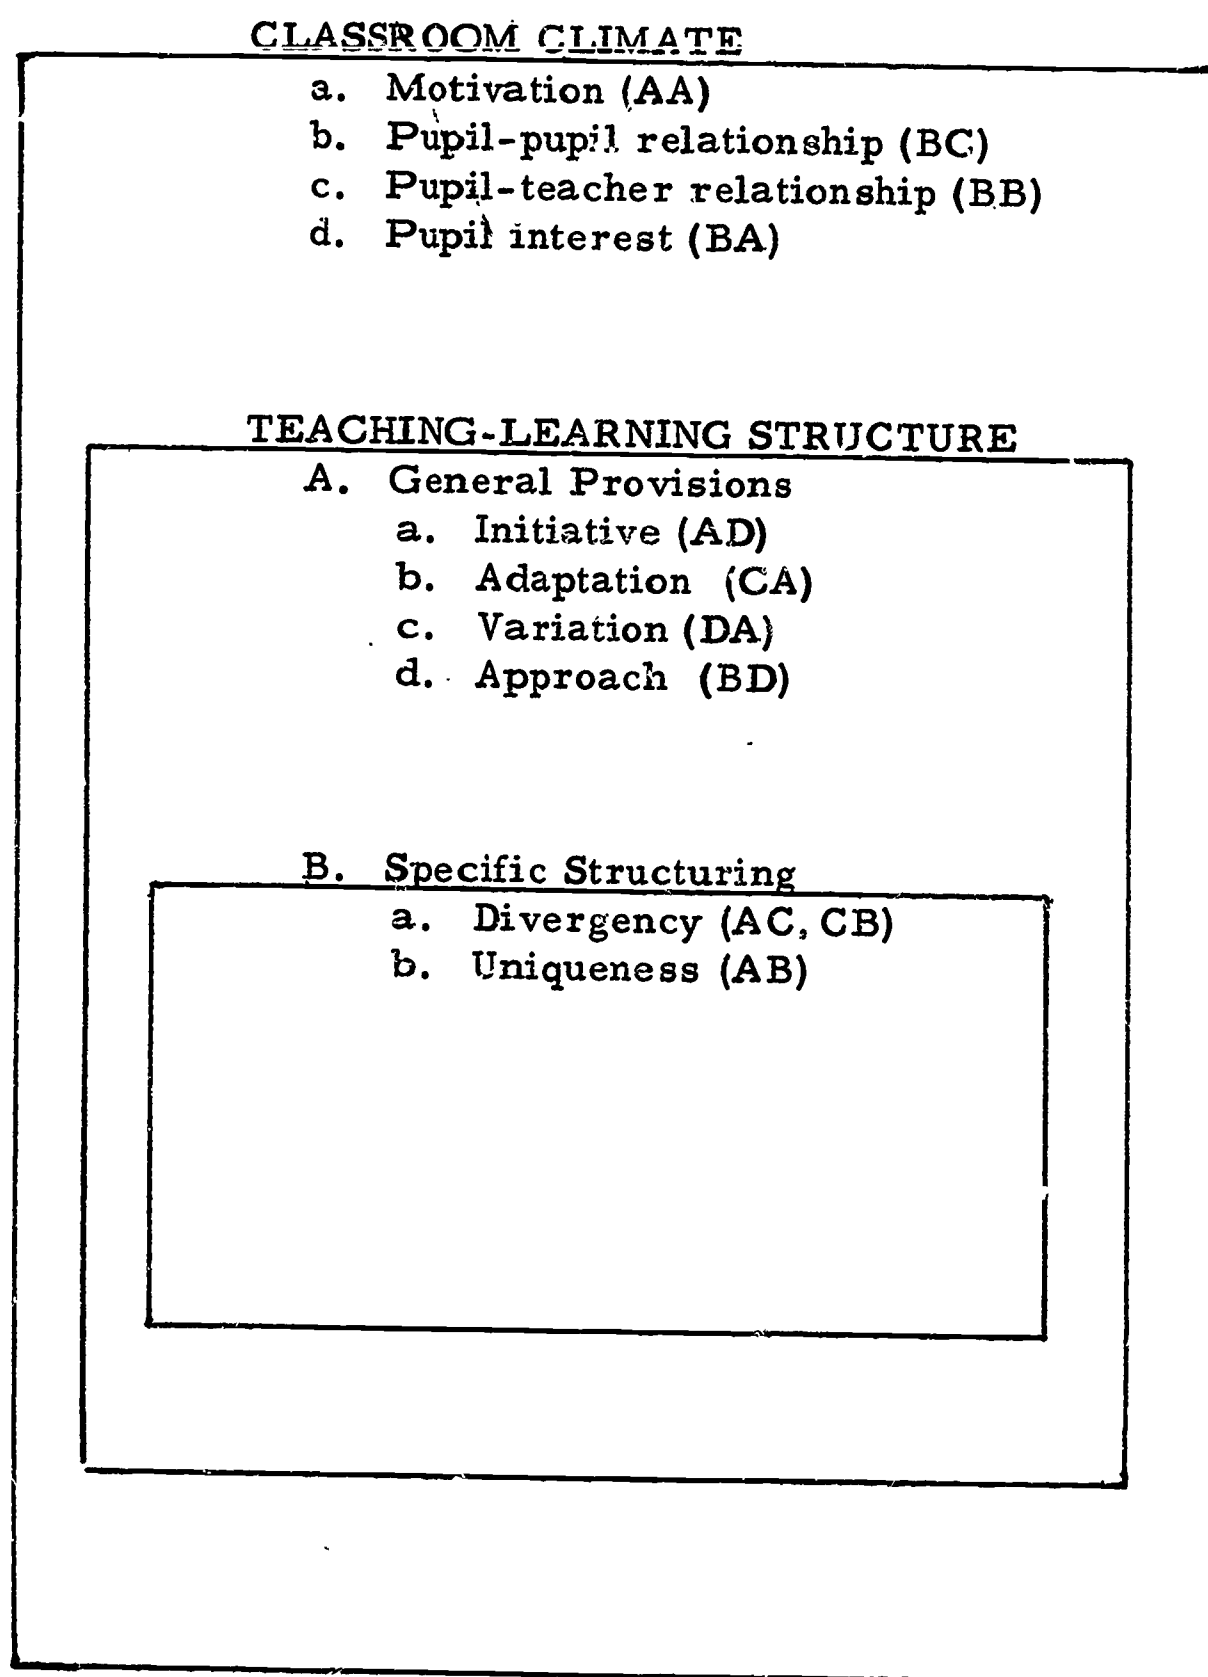 CLASSROOM CLIMATE
a. Motivation (AA)
b. Pupil-pupil relationship (BC)
c. Pupil-teacher relationship (BB)
d. Pupil interest (BA)
TEACHING-LEARNING STRUCTURE
A. General Provisions
a. Initiative (AD)
b. Adaptation (CA)
c. Variation (DA)
d. Approach (BD)
B. Specific Structuring
a. Divergency (AC, CB)
b. Uniqueness (AB)